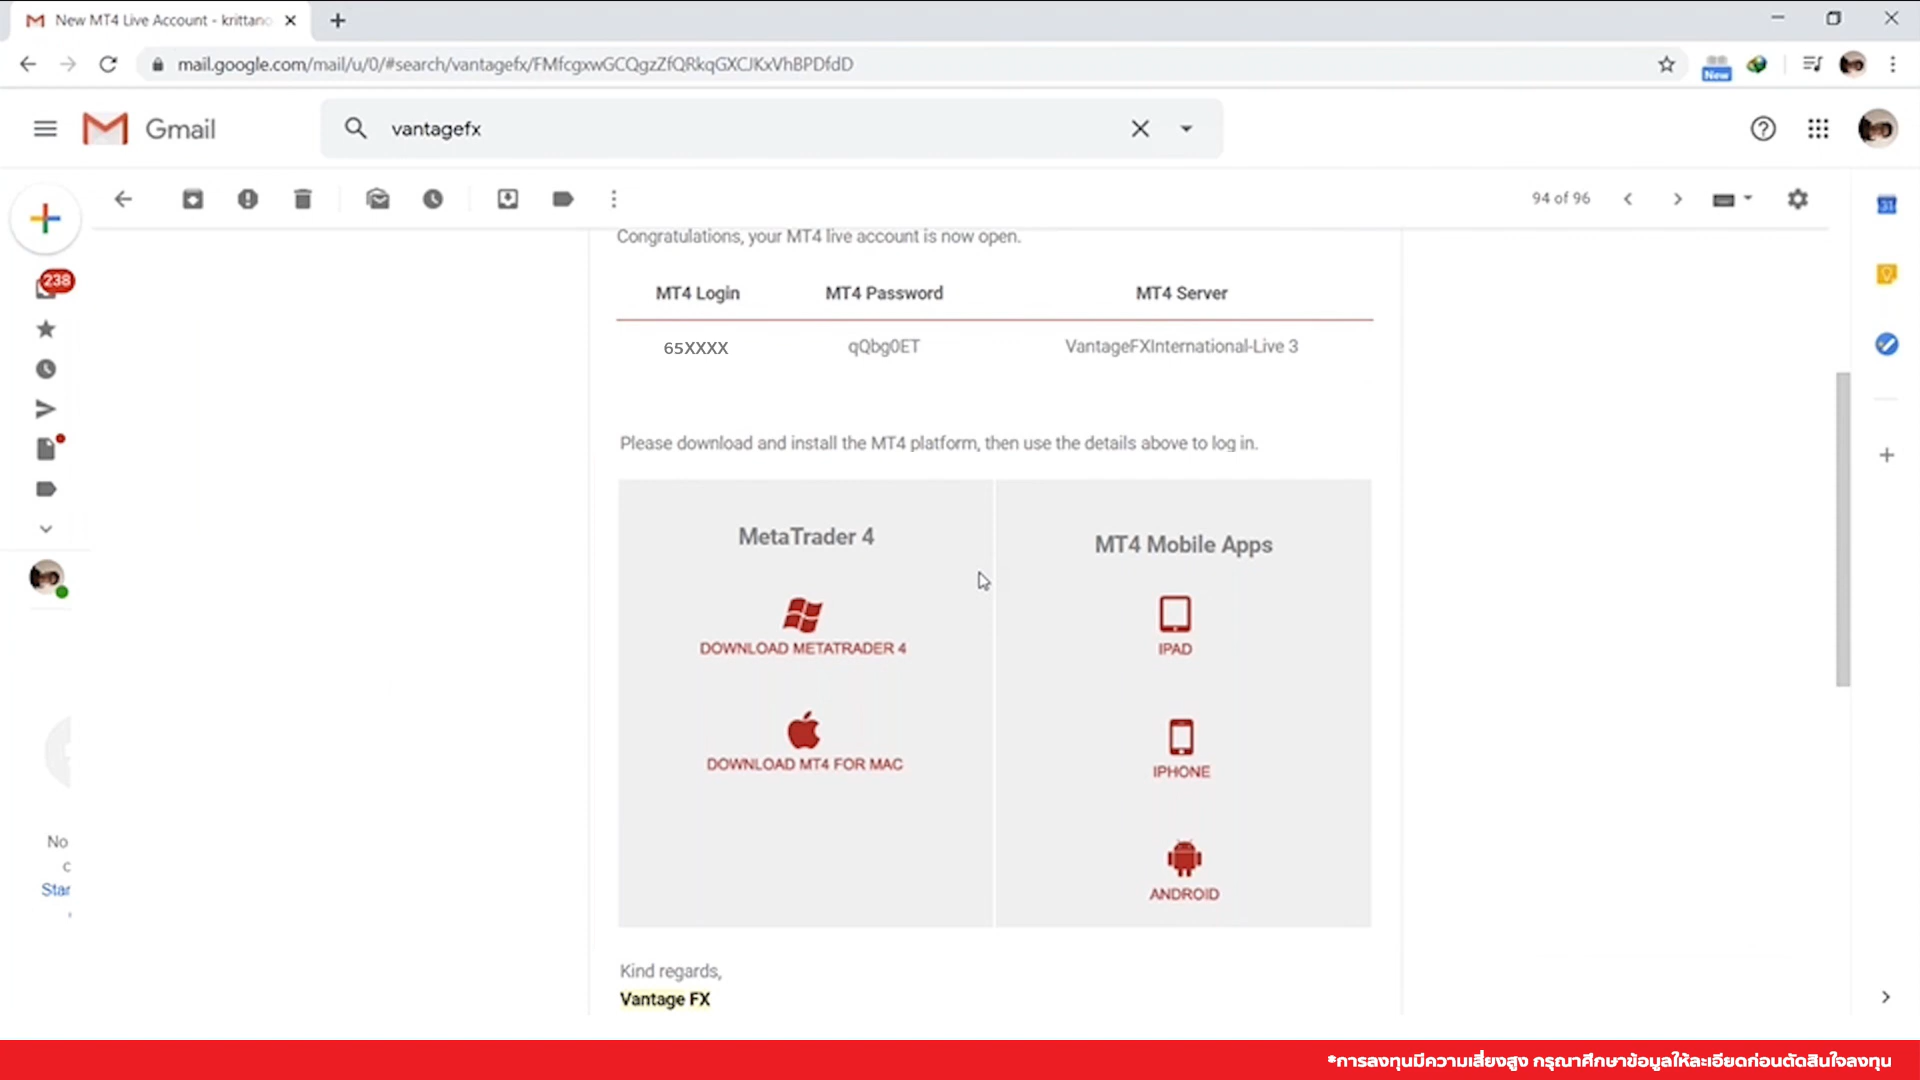 New MT4 Live Account - krittano
mail.google.com/mail/u/0/#search/vantagefx/FMfcgxwGCQgzZfQRkqGXCJKxVhBPDfdD
New
Gmail
vantagefx
94 of 96
31
238
Congratulations, your MT4 live account is now open.
MT4 Login MT4 Password MT4 Server
65XXXX qQbg0ET VantageFXInternational-Live 3
Please download and install the MT4 platform, then use the details above to log in.
MetaTrader 4
MT4 Mobile Apps
DOWNLOAD METATRADER 4
IPAD
DOWNLOAD MT4 FOR MAC
IPHONE
ANDROID
No
c
Star
Kind regards,
Vantage FX
*การลงทุนมีความเสี่ยงสูง กรุณาศึกษาข้อมูลให้ละเอียดก่อนตัดสินใจลงทุน